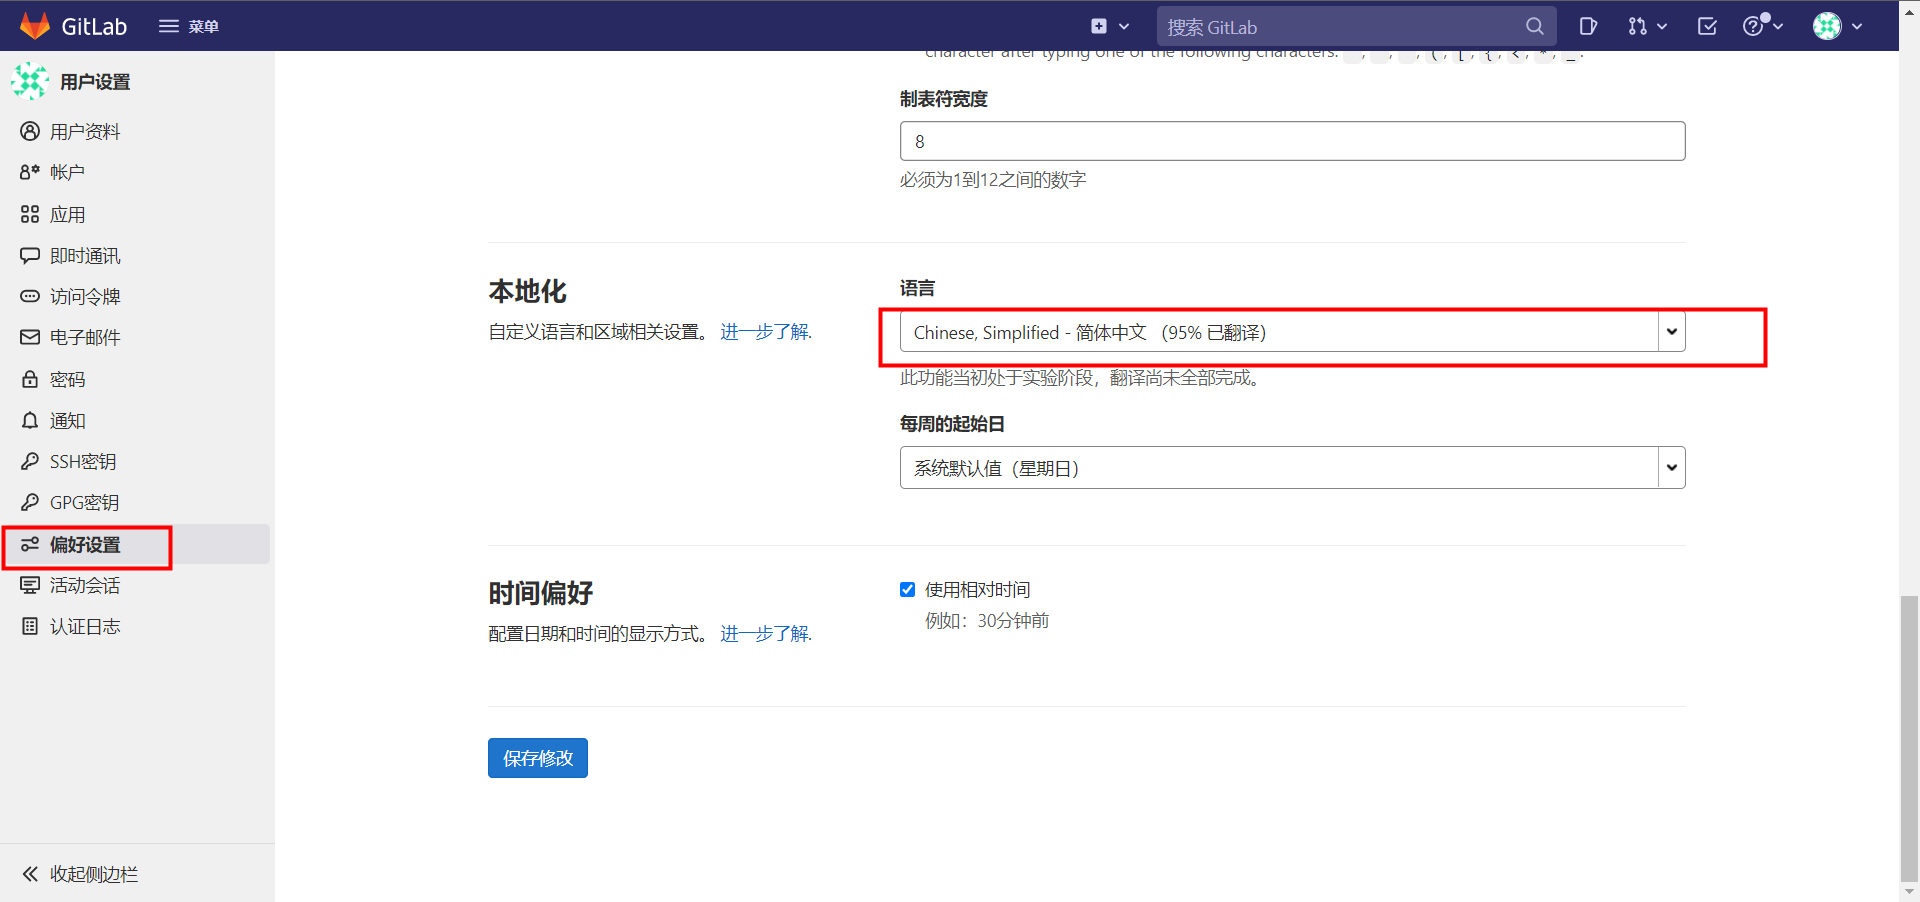 GitLab
菜单
搜索 GitLab
用户设置
用户资料
帐户
应用
即时通讯
访问令牌
电子邮件
密码
通知
SSH密钥
GPG密钥
偏好设置
活动会话
认证日志
收起侧边栏
character after typing one of the following characters:
制表符宽度
8
必须为1到12之间的数字
本地化
自定义语言和区域相关设置。 进一步了解.
语言
Chinese, Simplified - 简体中文 （95% 已翻译）
此功能当初处于实验阶段，翻译尚未全部完成。
每周的起始日
系统默认值（星期日）
时间偏好
配置日期和时间的显示方式。 进一步了解.
使用相对时间
例如：30分钟前
保存修改